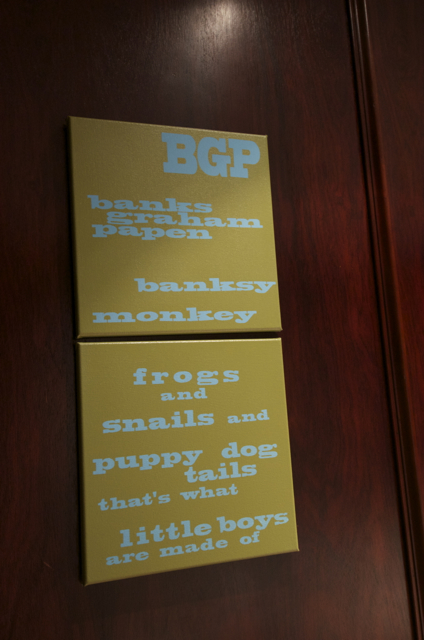 BGP
banks
graham
papen
banksy
monkey
frogs
and
snails and
puppy dog
tails
that's what
little boys
are made of